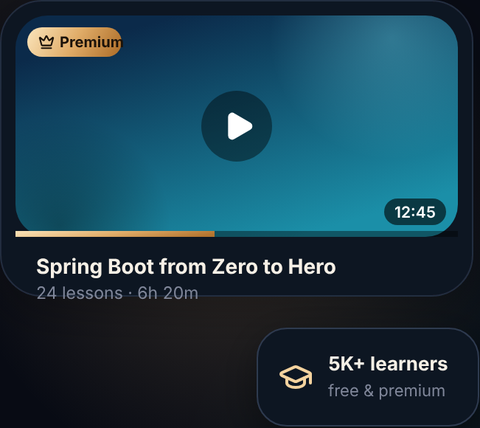 Premium
12:45
Spring Boot from Zero to Hero
24 lessons · 6h 20m
5K+ learners
free & premium